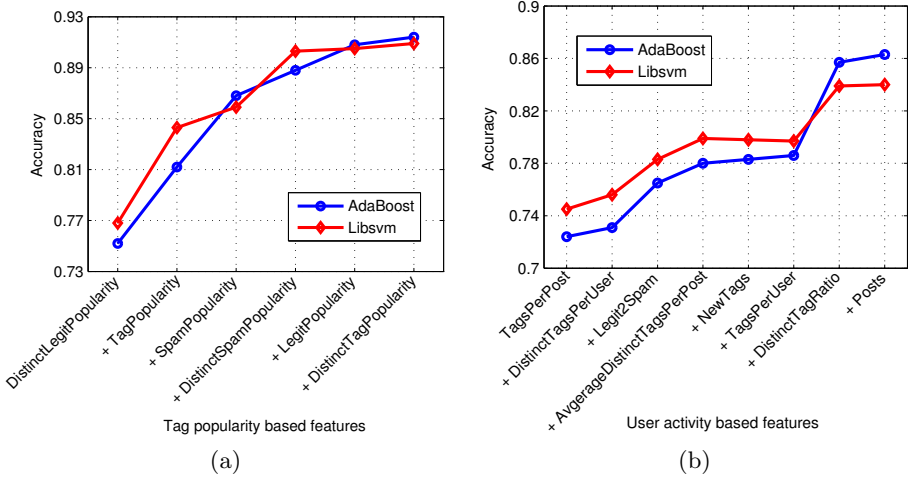 0.93
0.89
0.85
0.81
0.77
0.73
Accuracy
AdaBoost
Libsvm
DistinctLegitPopularity
+ TagPopularity
+ SpamPopularity
+ DistinctSpamPopularity
+ LegitPopularity
+ DistinctTagPopularity
Tag popularity based features
(a)
0.9
0.86
0.82
0.78
0.74
0.7
Accuracy
AdaBoost
Libsvm
TagsPerPost
+ DistinctTagsPerUser
+ Legit2Spam
+ AvgerageDistinctTagsPerPost
+ NewTags
+ TagsPerUser
+ DistinctTagRatio
+ Posts
User activity based features
(b)